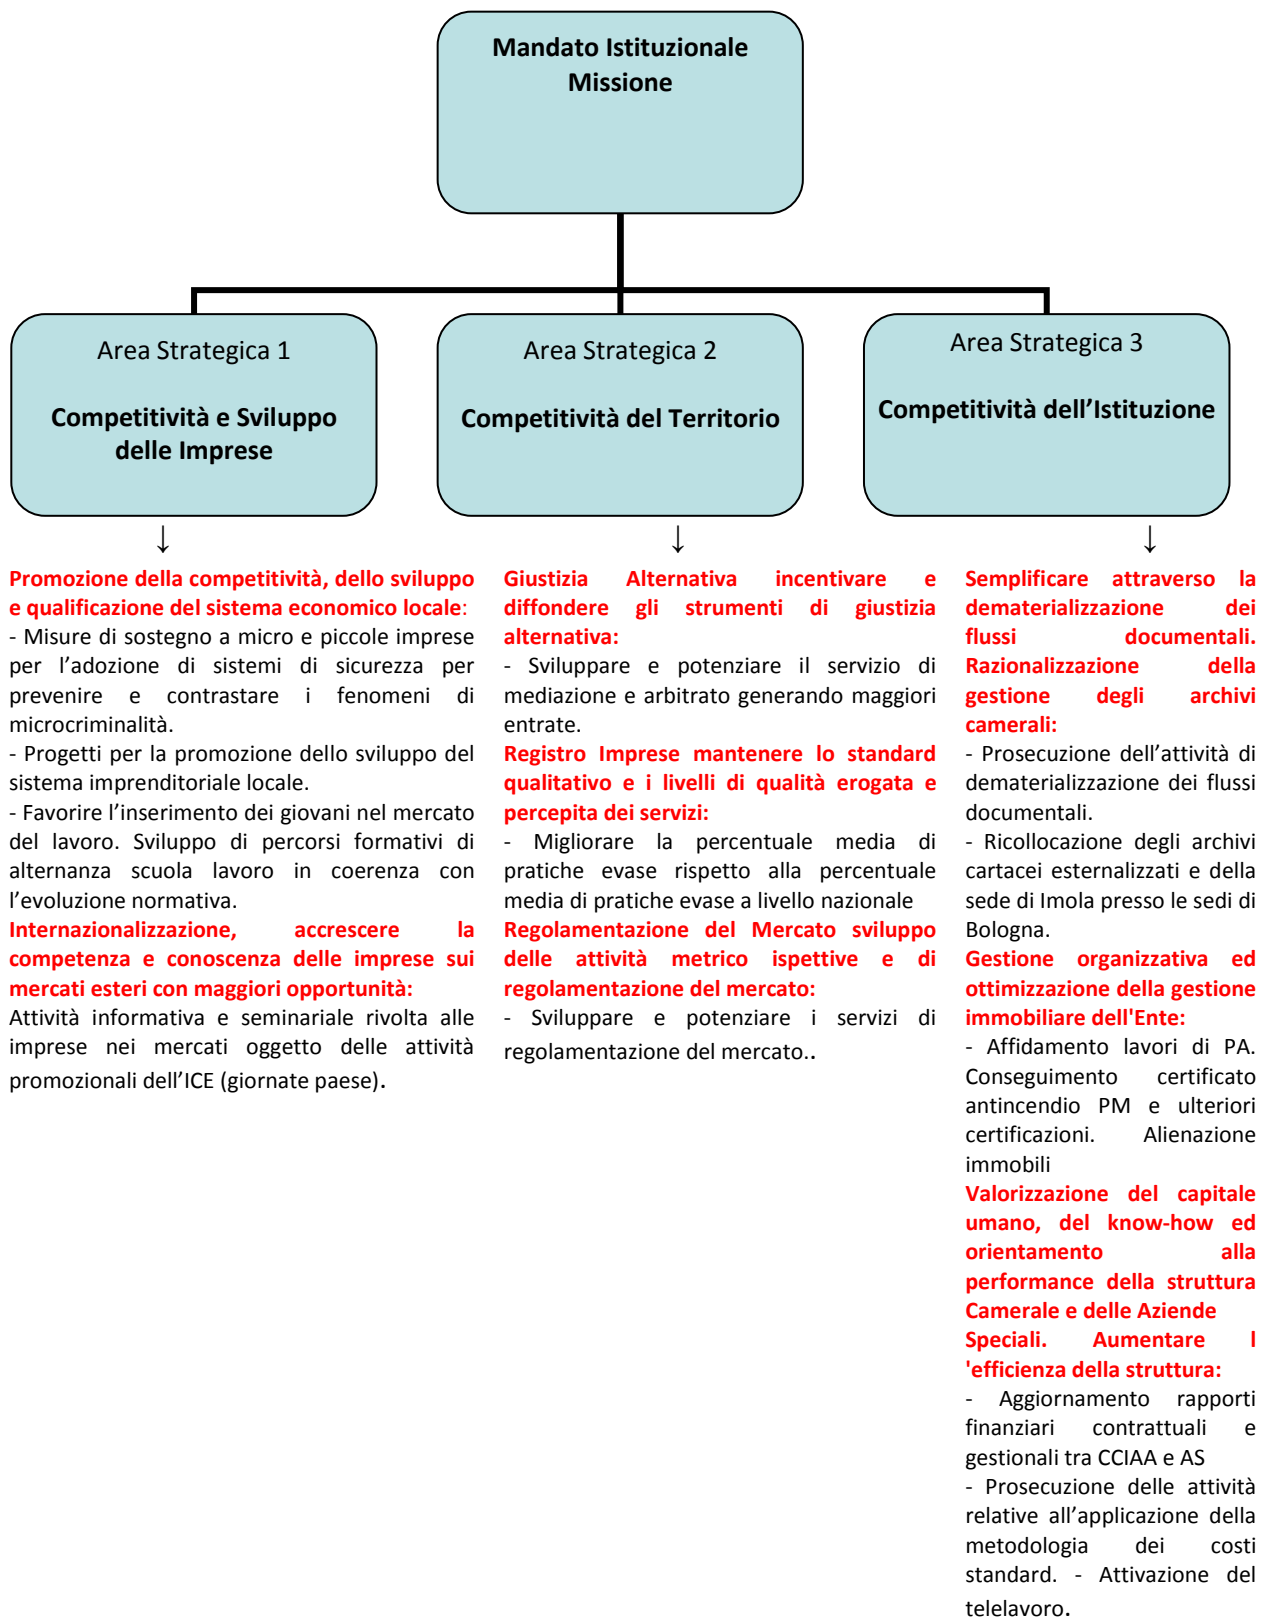 Mandato Istituzionale
Missione
Area Strategica 1
Competitività e Sviluppo
delle Imprese
Area Strategica 2
Competitività del Territorio
Area Strategica 3
Competitività dell’Istituzione
↓
↓
↓
Promozione della competitività, dello sviluppo
e qualificazione del sistema economico locale:
- Misure di sostegno a micro e piccole imprese
per l’adozione di sistemi di sicurezza per
prevenire e contrastare i fenomeni di
microcriminalità.
- Progetti per la promozione dello sviluppo del
sistema imprenditoriale locale.
- Favorire l’inserimento dei giovani nel mercato
del lavoro. Sviluppo di percorsi formativi di
alternanza scuola lavoro in coerenza con
l’evoluzione normativa.
Internazionalizzazione, accrescere la
competenza e conoscenza delle imprese sui
mercati esteri con maggiori opportunità:
Attività informativa e seminariale rivolta alle
imprese nei mercati oggetto delle attività
promozionali dell’ICE (giornate paese).
Giustizia Alternativa incentivare e
diffondere gli strumenti di giustizia
alternativa:
- Sviluppare e potenziare il servizio di
mediazione e arbitrato generando maggiori
entrate.
Registro Imprese mantenere lo standard
qualitativo e i livelli di qualità erogata e
percepita dei servizi:
- Migliorare la percentuale media di
pratiche evase rispetto alla percentuale
media di pratiche evase a livello nazionale
Regolamentazione del Mercato sviluppo
delle attività metrico ispettive e di
regolamentazione del mercato:
- Sviluppare e potenziare i servizi di
regolamentazione del mercato..
Semplificare attraverso la
dematerializzazione dei
flussi documentali.
Razionalizzazione della
gestione degli archivi
camerali:
- Prosecuzione dell’attività di
dematerializzazione dei flussi
documentali.
- Ricollocazione degli archivi
cartacei esternalizzati e della
sede di Imola presso le sedi di
Bologna.
Gestione organizzativa ed
ottimizzazione della gestione
immobiliare dell'Ente:
- Affidamento lavori di PA.
Conseguimento certificato
antincendio PM e ulteriori
certificazioni. Alienazione
immobili
Valorizzazione del capitale
umano, del know-how ed
orientamento alla
performance della struttura
Camerale e delle Aziende
Speciali. Aumentare l
'efficienza della struttura:
- Aggiornamento rapporti
finanziari contrattuali e
gestionali tra CCIAA e AS
- Prosecuzione delle attività
relative all’applicazione della
metodologia dei costi
standard. - Attivazione del
telelavoro.